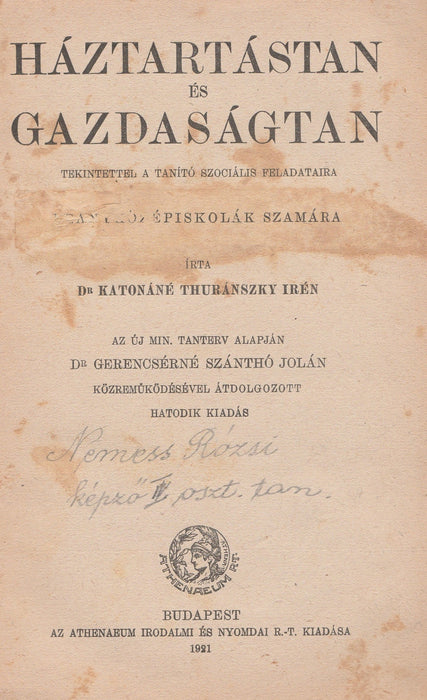 HÁZTARTÁSTAN
ÉS
GAZDASÁGTAN
TEKINTETTEL A TANÍTÓ SZOCIÁLIS FELADATAIRA
SZÁMÁRA
ÍRTA
DR KATONÁNÉ THURÁNSZKY IRÉN
AZ ÚJ MIN. TANTERV ALAPJÁN
DR GERENCSÉRNÉ SZÁNTHÓ JOLÁN
KÖZREMŰKÖDÉSÉVEL ÁTDOLGOZOTT
HATODIK KIADÁS
Nemess Rózsi
képző II oszt. tan.
ATHENAEUM R.T.
BUDAPEST
AZ ATHENAEUM IRODALMI ÉS NYOMDAI R.-T. KIADÁSA
1921